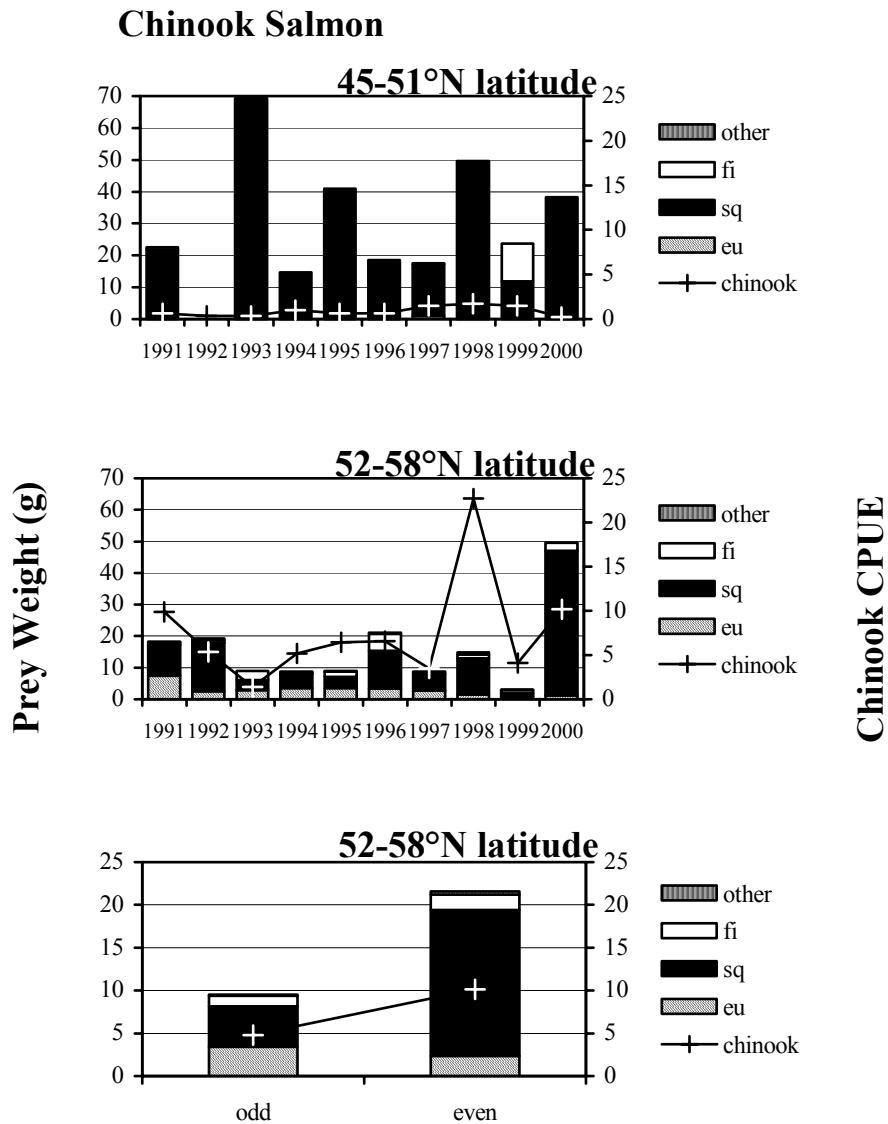 Chinook Salmon
45-51°N latitude
70
60
50
40
30
20
10
0
25
20
15
10
5
0
1991 1992 1993 1994 1995 1996 1997 1998 1999 2000
other
fi
sq
eu
chinook
Prey Weight (g)
Chinook CPUE
52-58°N latitude
70
60
50
40
30
20
10
0
25
20
15
10
5
0
1991 1992 1993 1994 1995 1996 1997 1998 1999 2000
other
fi
sq
eu
chinook
52-58°N latitude
25
20
15
10
5
0
25
20
15
10
5
0
odd even
other
fi
sq
eu
chinook